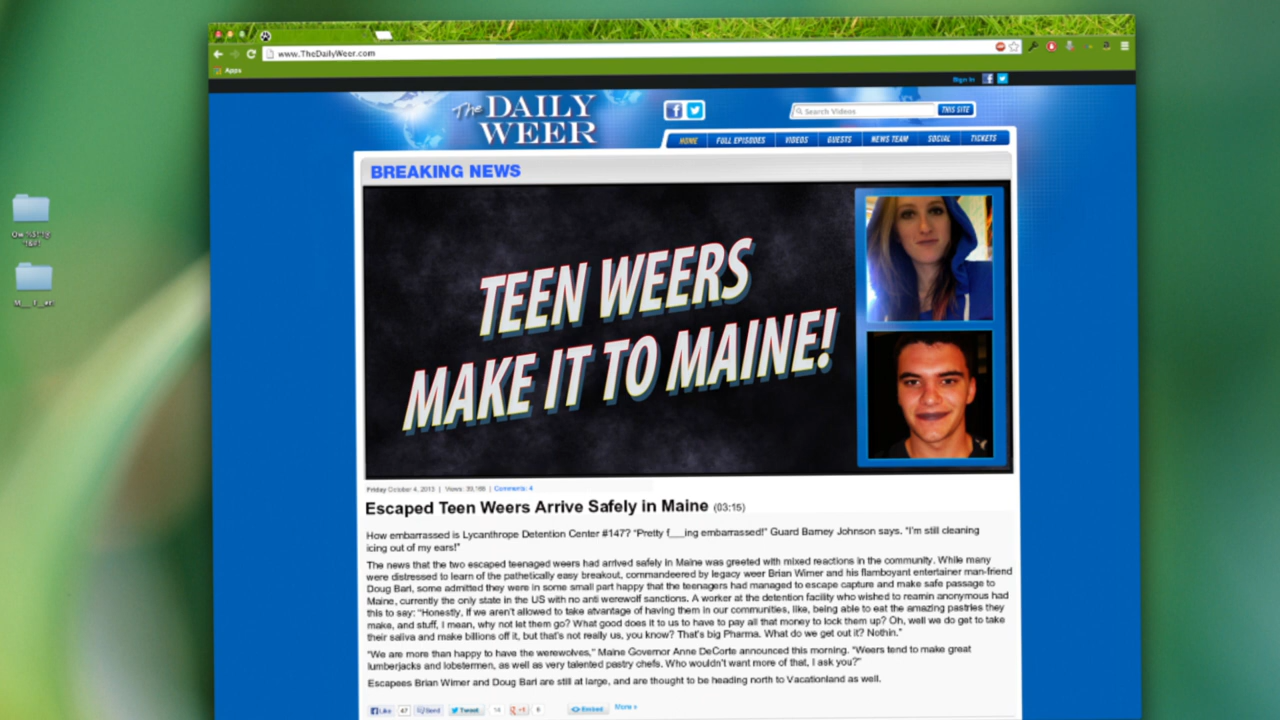 www.TheDailyWeer.com
Apps
Sign In
The DAILY
WEER
Search Videos
THIS SITE
HOME FULL EPISODES VIDEOS GUESTS NEWS TEAM SOCIAL TICKETS
BREAKING NEWS
TEEN WEERS
MAKE IT TO MAINE!
Friday October 4, 2013 | Views: | Comments: 4
Escaped Teen Weers Arrive Safely in Maine (03:15)
How embarrassed is Lycanthrope Detention Center #147? “Pretty f___ing embarrassed!” Guard Barney Johnson says. “I'm still cleaning
icing out of my ears!”
The news that the two escaped teenaged weers had arrived safely in Maine was greeted with mixed reactions in the community. While many
were distressed to learn of the pathetically easy breakout, commandeered by legacy weer Brian Wimer and his flamboyant entertainer man-friend
Doug Bari, some admitted they were in some small part happy that the teenagers had managed to escape capture and make safe passage to
Maine, currently the only state in the US with no anti werewolf sanctions. A worker at the detention facility who wished to reamin anonymous had
this to say: “Honestly, if we aren't allowed to take atvantage of having them in our communities, like, being able to eat the amazing pastries they
make, and stuff, I mean, why not let them go? What good does it to us to have to pay all that money to lock them up? Oh, well we do get to take
their saliva and make billions off it, but that's not really us, you know? That's big Pharma. What do we get out it? Nothin.”
“We are more than happy to have the werewolves,” Maine Governor Anne DeCorte announced this morning. “Weers tend to make great
lumberjacks and lobstermen, as well as very talented pastry chefs. Who wouldn't want more of that, I ask you?”
Escapees Brian Wimer and Doug Bari are still at large, and are thought to be heading north to Vacationland as well.
Like 47 Send Tweet 14 +1 6 Embed More »